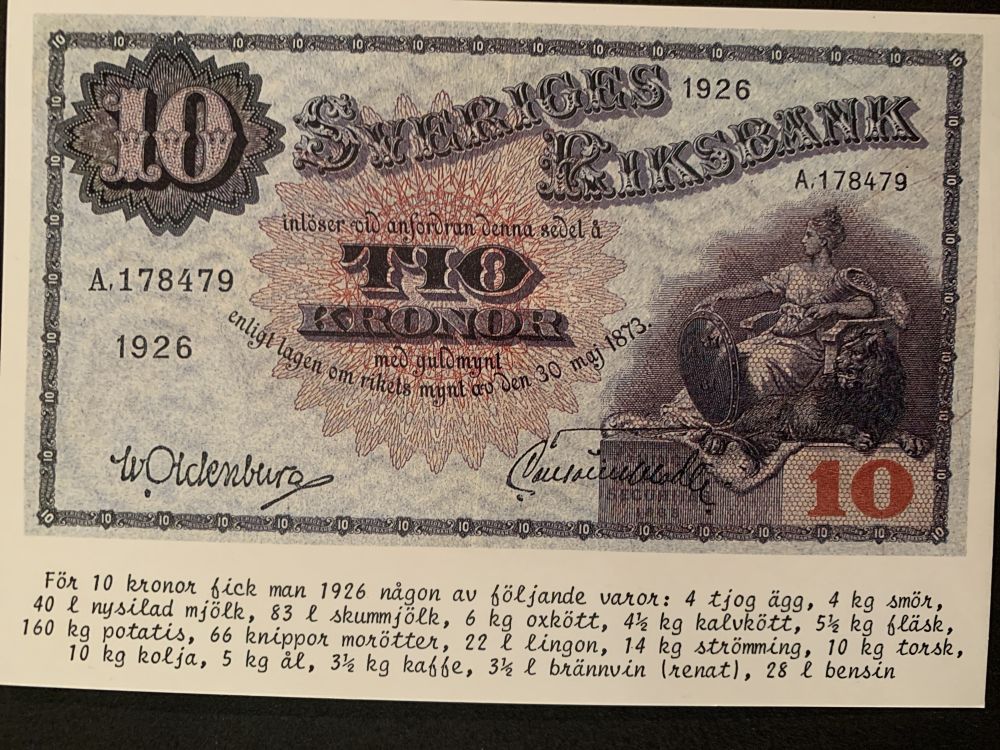 10
SVERIGES 1926
RIKSBANK
A.178479
inlöser vid anfordran denna sedel å
TIO
KRONOR
A.178479
1926
med guldmynt
enligt lagen om rikets mynt av den 30 maj 1873.
W. Oldenburg
10
För 10 kronor fick man 1926 någon av följande varor: 4 tjog ägg, 4 kg smör,
40 l nysilad mjölk, 83 l skummjölk, 6 kg oxkött, 4½ kg kalvkött, 5½ kg fläsk,
160 kg potatis, 66 knippor morötter, 22 l lingon, 14 kg strömming, 10 kg torsk,
10 kg kolja, 5 kg ål, 3½ kg kaffe, 3½ l brännvin (renat), 28 l bensin